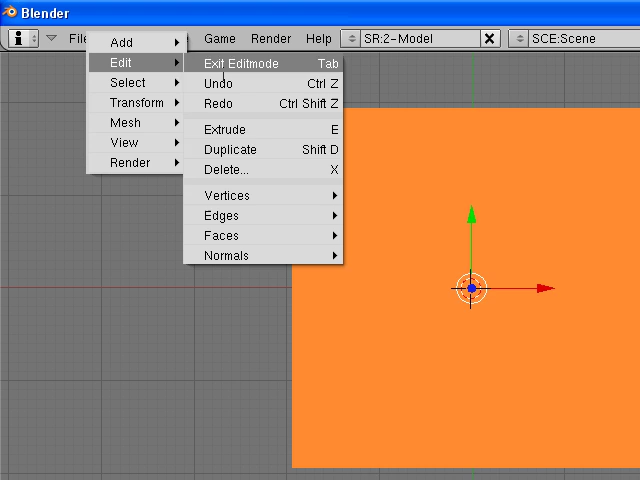 Blender
File Game Render Help SR:2-Model SCE:Scene
Add
Edit
Select
Transform
Mesh
View
Render
Exit Editmode Tab
Undo Ctrl Z
Redo Ctrl Shift Z
Extrude E
Duplicate Shift D
Delete... X
Vertices
Edges
Faces
Normals